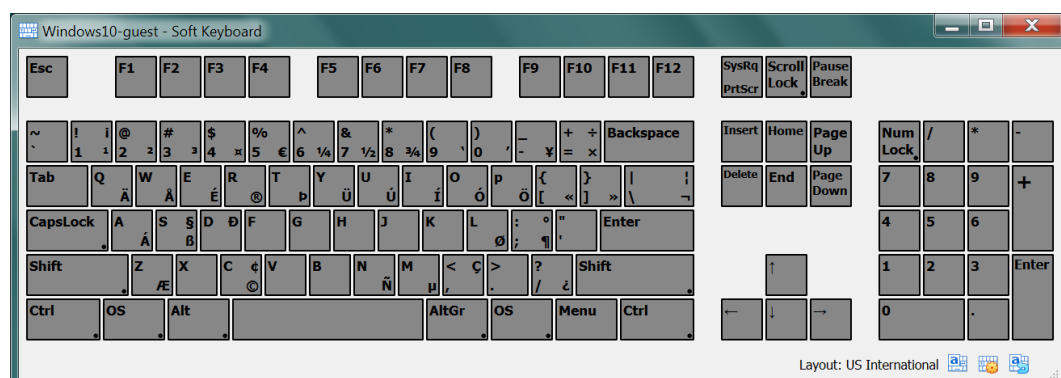 Windows10-guest - Soft Keyboard
Esc F1 F2 F3 F4 F5 F6 F7 F8 F9 F10 F11 F12 SysRq PrtScr Scroll Lock Pause Break
~ ` ! ¡ 1 ¹ @ 2 ² # 3 ³ $ 4 ¤ % 5 € ^ 6 ¼ & 7 ½ * 8 ¾ ( 9 ‘ ) 0 ’ _ - ¥ + ÷ = × Backspace Insert Home Page Up Num Lock / * -
Tab Q Ä W Å E É R ® T Þ Y Ü U Ú I Í O Ó P Ö { [ « } ] » | ¦ \ ¬ Delete End Page Down 7 8 9 +
CapsLock A Á S § ß D Ð F G H J K L Ø : ° ; ¶ " ' Enter 4 5 6
Shift Z Æ X C ¢ © V B N Ñ M µ < Ç , > . ? / ¿ Shift ↑ 1 2 3 Enter
Ctrl OS Alt AltGr OS Menu Ctrl ← ↓ → 0 .
Layout: US International